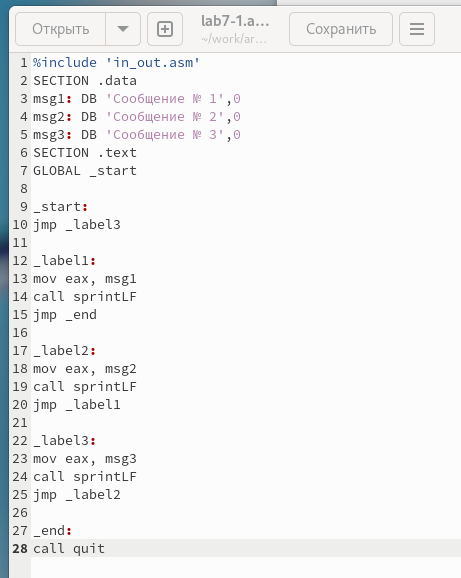 Открыть
lab7-1.a...
~/work/ar...
Сохранить
1 %include 'in_out.asm'
2 SECTION .data
3 msg1: DB 'Сообщение № 1',0
4 msg2: DB 'Сообщение № 2',0
5 msg3: DB 'Сообщение № 3',0
6 SECTION .text
7 GLOBAL _start
8
9 _start:
10 jmp _label3
11
12 _label1:
13 mov eax, msg1
14 call sprintLF
15 jmp _end
16
17 _label2:
18 mov eax, msg2
19 call sprintLF
20 jmp _label1
21
22 _label3:
23 mov eax, msg3
24 call sprintLF
25 jmp _label2
26
27 _end:
28 call quit